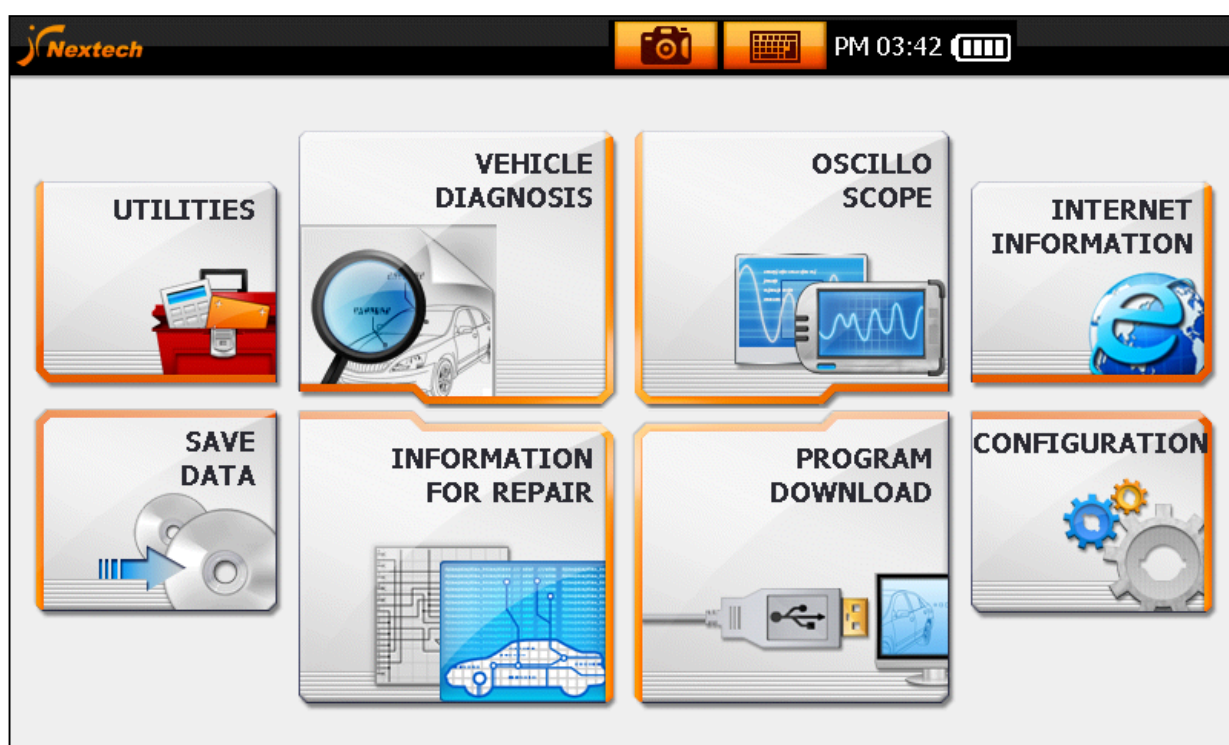 Nextech
PM 03:42
UTILITIES
VEHICLE
DIAGNOSIS
OSCILLO
SCOPE
INTERNET
INFORMATION
SAVE
DATA
INFORMATION
FOR REPAIR
PROGRAM
DOWNLOAD
CONFIGURATION